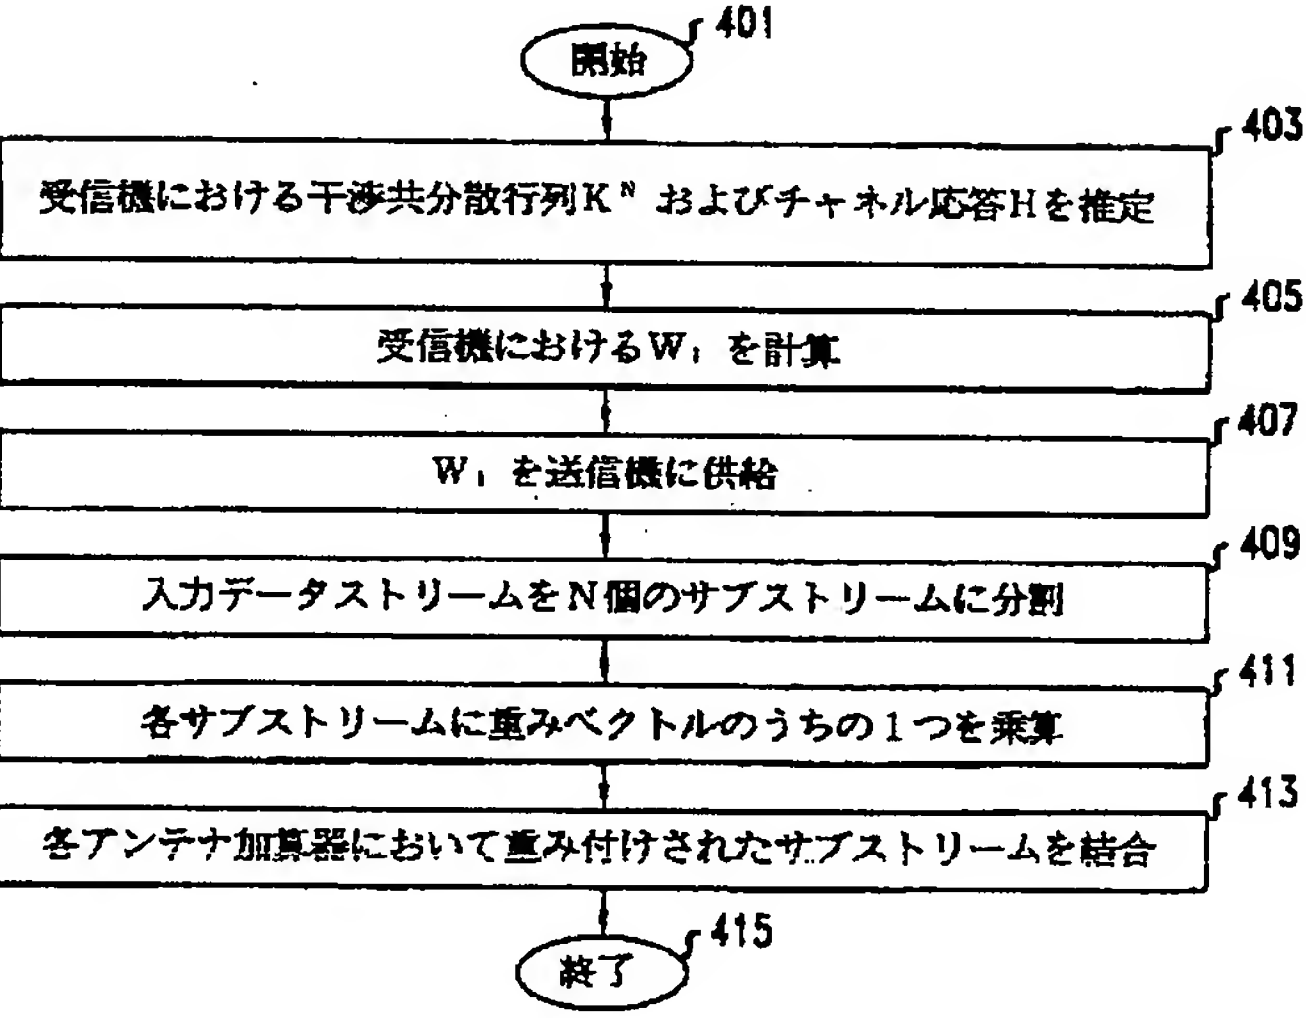 開始
401
403
受信機における干渉共分散行列K^N およびチャネル応答Hを推定
405
受信機におけるWᵢ を計算
407
Wᵢ を送信機に供給
409
入力データストリームをN個のサブストリームに分割
411
各サブストリームに重みベクトルのうちの1つを乗算
413
各アンテナ加算器において重み付けされたサブストリームを結合
415
終了